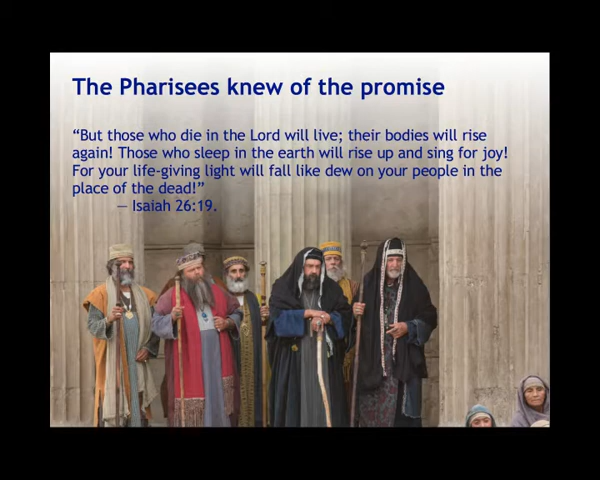 The Pharisees knew of the promise
“But those who die in the Lord will live; their bodies will rise
again! Those who sleep in the earth will rise up and sing for joy!
For your life-giving light will fall like dew on your people in the
place of the dead!”
— Isaiah 26:19.